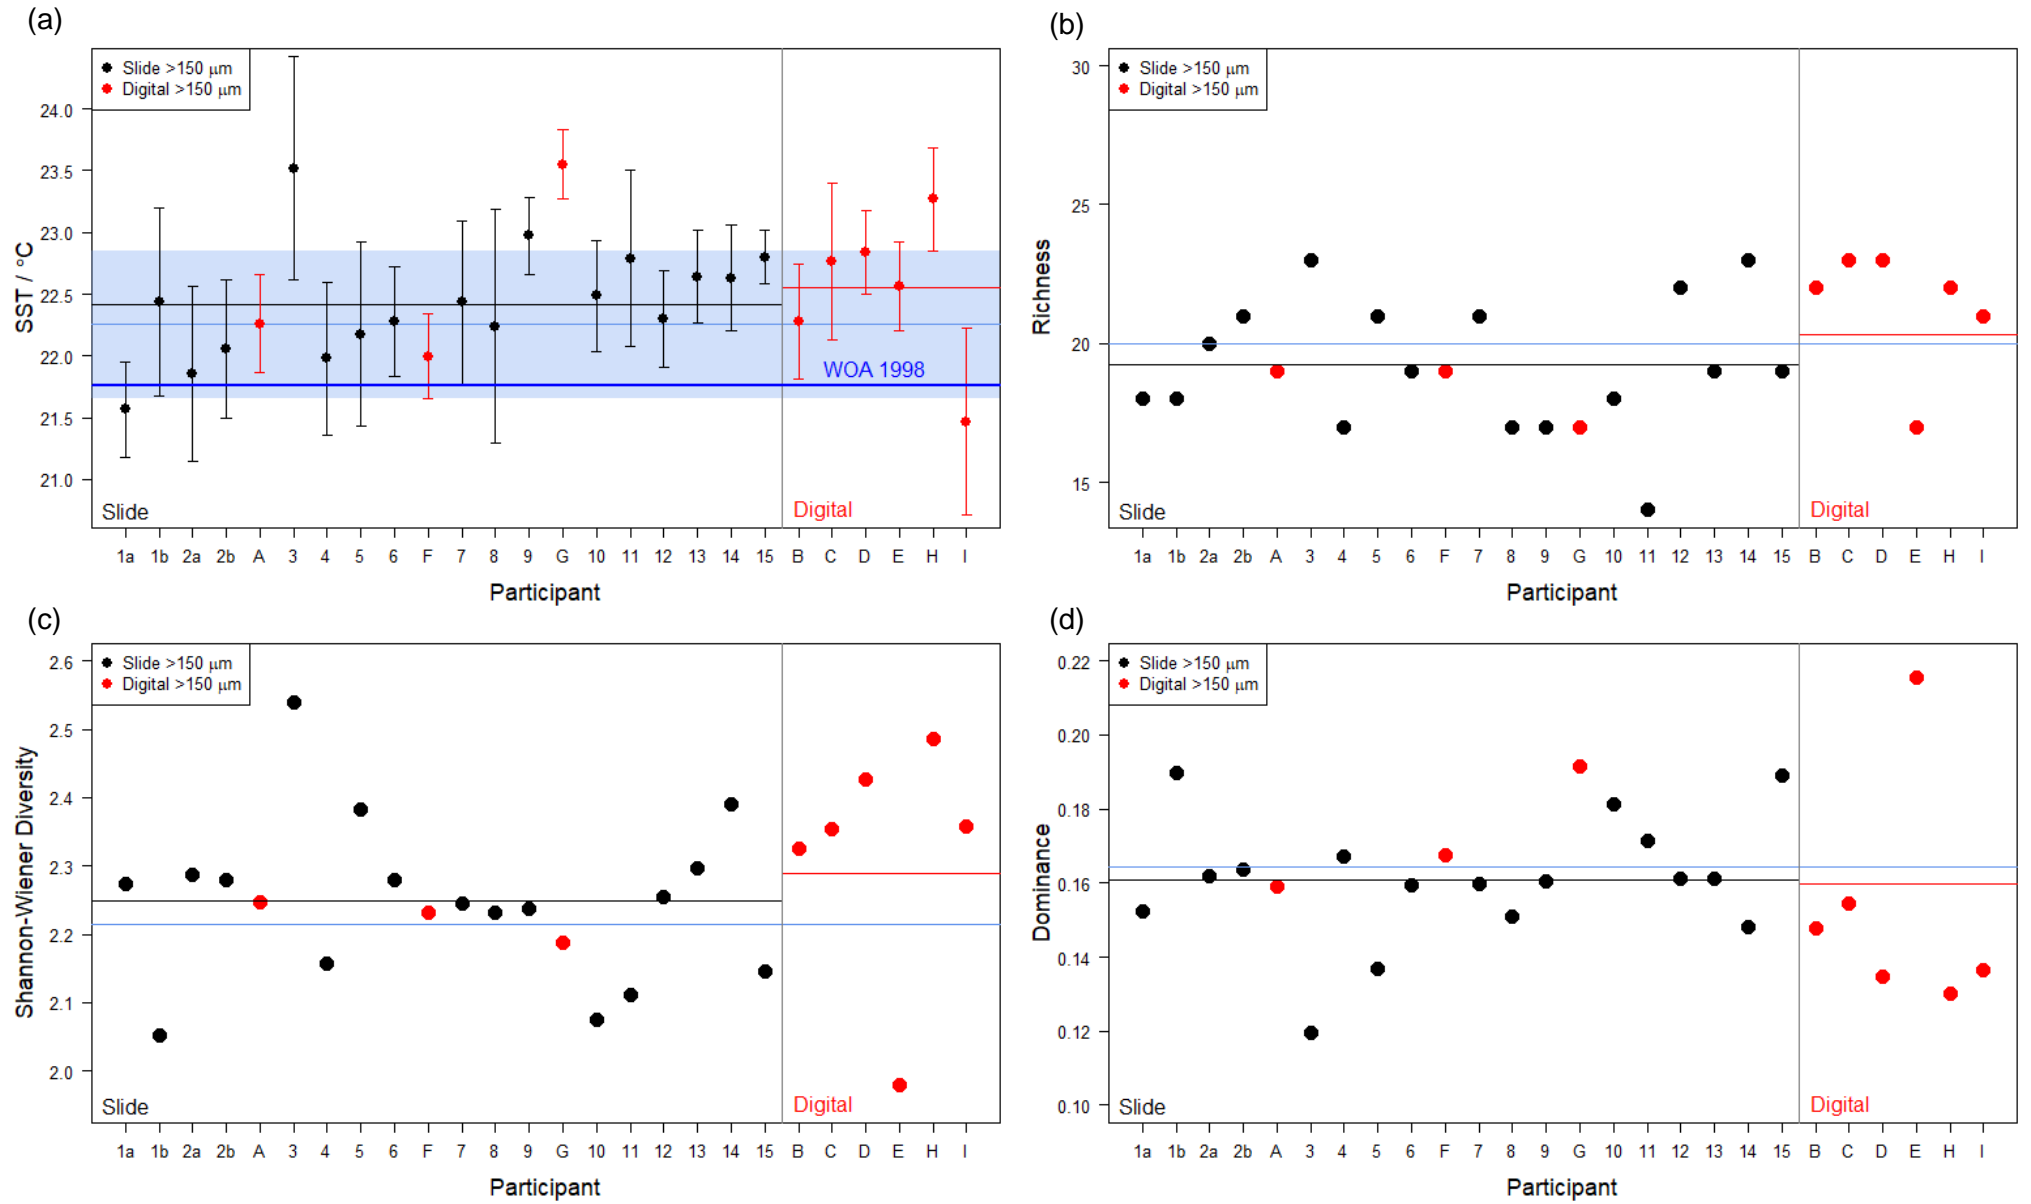 (a)
Slide >150 μm
Digital >150 μm
24.0
23.5
23.0
22.5
22.0
21.5
21.0
SST / °C
WOA 1998
Slide
Digital
1a 1b 2a 2b A 3 4 5 6 F 7 8 9 G 10 11 12 13 14 15 B C D E H I
Participant
(b)
Slide >150 μm
Digital >150 μm
30
25
20
15
Richness
Slide
Digital
1a 1b 2a 2b A 3 4 5 6 F 7 8 9 G 10 11 12 13 14 15 B C D E H I
Participant
(c)
Slide >150 μm
Digital >150 μm
2.6
2.5
2.4
2.3
2.2
2.1
2.0
Shannon-Wiener Diversity
Slide
Digital
1a 1b 2a 2b A 3 4 5 6 F 7 8 9 G 10 11 12 13 14 15 B C D E H I
Participant
(d)
Slide >150 μm
Digital >150 μm
0.22
0.20
0.18
0.16
0.14
0.12
0.10
Dominance
Slide
Digital
1a 1b 2a 2b A 3 4 5 6 F 7 8 9 G 10 11 12 13 14 15 B C D E H I
Participant